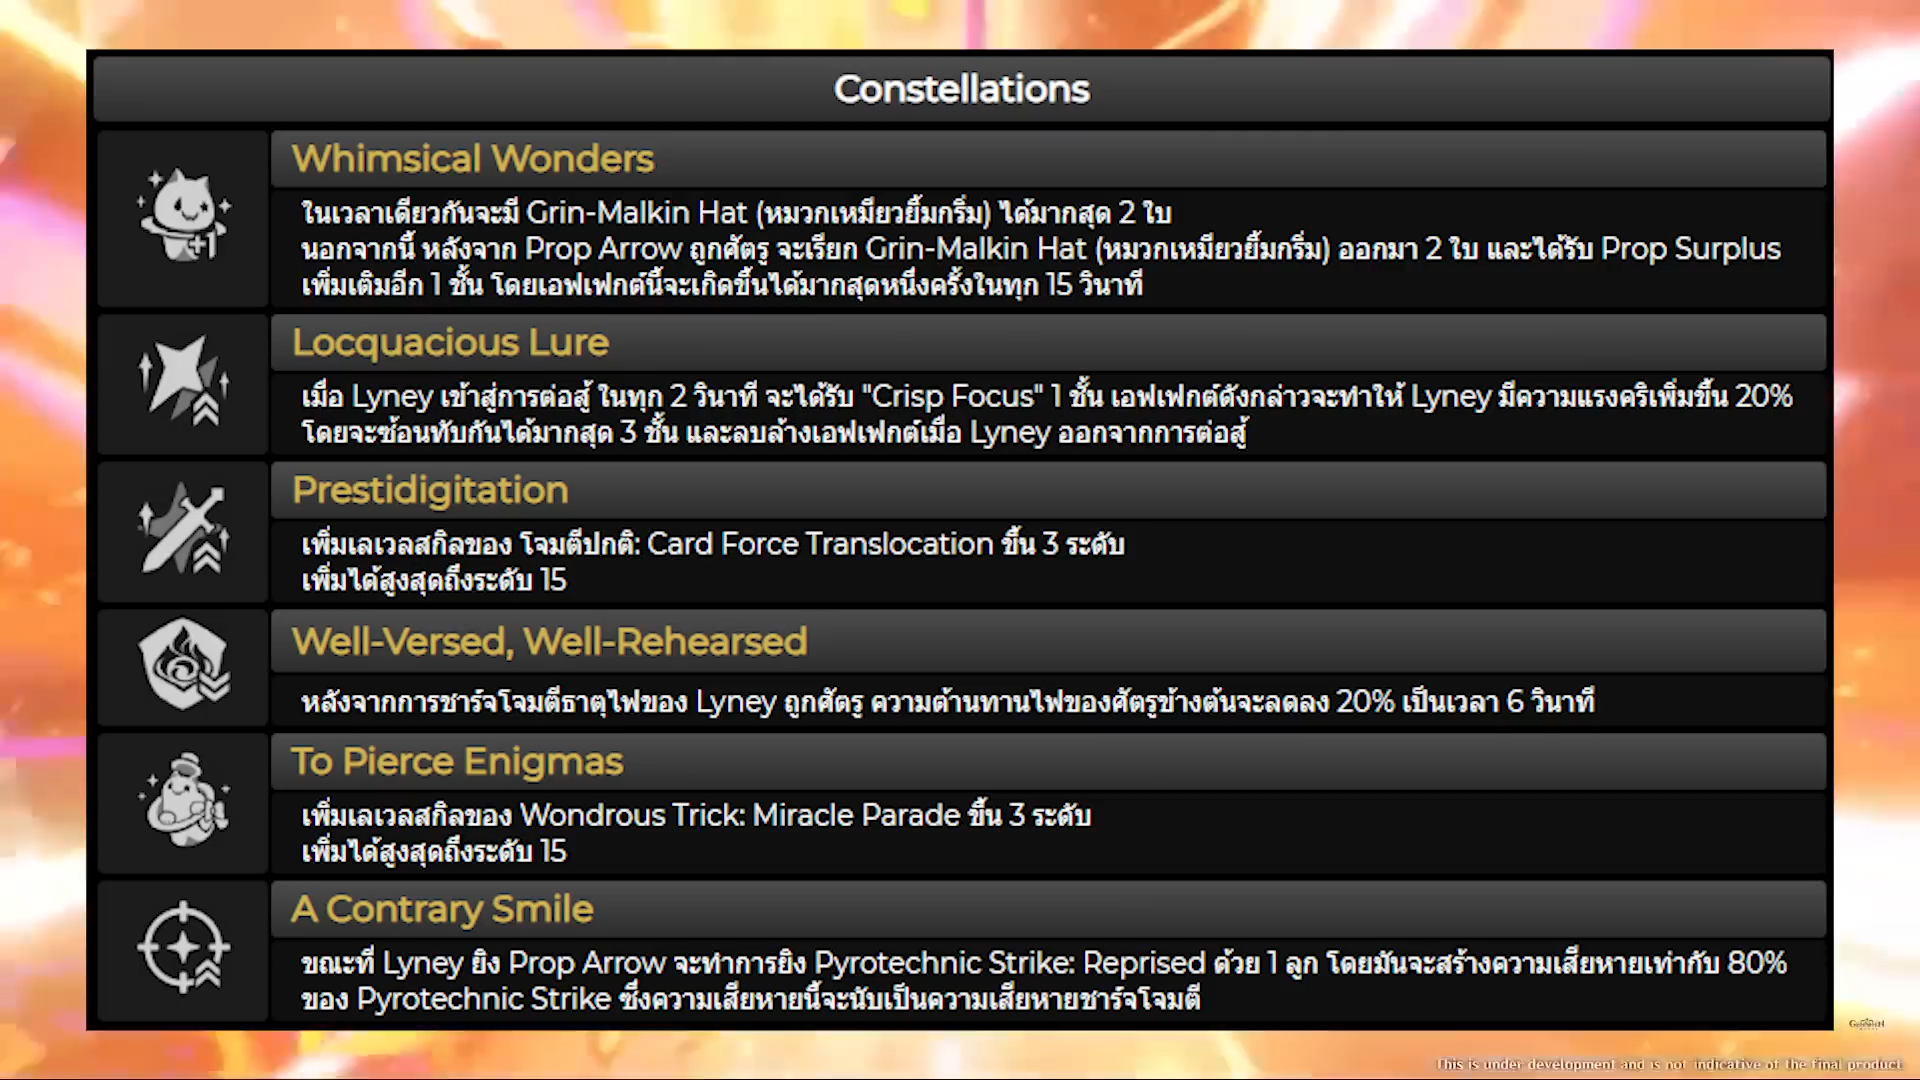 Constellations
Whimsical Wonders
ในเวลาเดียวกันจะมี Grin-Malkin Hat (หมวกเหมียวยิ้มกริ่ม) ได้มากสุด 2 ใบ
นอกจากนี้ หลังจาก Prop Arrow ถูกศัตรู จะเรียก Grin-Malkin Hat (หมวกเหมียวยิ้มกริ่ม) ออกมา 2 ใบ และได้รับ Prop Surplus
เพิ่มเติมอีก 1 ชั้น โดยเอฟเฟกต์นี้จะเกิดขึ้นได้มากสุดหนึ่งครั้งในทุก 15 วินาที
+1
Locquacious Lure
เมื่อ Lyney เข้าสู่การต่อสู้ ในทุก 2 วินาที จะได้รับ "Crisp Focus" 1 ชั้น เอฟเฟกต์ดังกล่าวจะทำให้ Lyney มีความแรงคริเพิ่มขึ้น 20%
โดยจะซ้อนทับกันได้มากสุด 3 ชั้น และลบล้างเอฟเฟกต์เมื่อ Lyney ออกจากการต่อสู้
Prestidigitation
เพิ่มเลเวลสกิลของ โจมตีปกติ: Card Force Translocation ขึ้น 3 ระดับ
เพิ่มได้สูงสุดถึงระดับ 15
Well-Versed, Well-Rehearsed
หลังจากการชาร์จโจมตีธาตุไฟของ Lyney ถูกศัตรู ความต้านทานไฟของศัตรูข้างต้นจะลดลง 20% เป็นเวลา 6 วินาที
To Pierce Enigmas
เพิ่มเลเวลสกิลของ Wondrous Trick: Miracle Parade ขึ้น 3 ระดับ
เพิ่มได้สูงสุดถึงระดับ 15
A Contrary Smile
ขณะที่ Lyney ยิง Prop Arrow จะทำการยิง Pyrotechnic Strike: Reprised ด้วย 1 ลูก โดยมันจะสร้างความเสียหายเท่ากับ 80%
ของ Pyrotechnic Strike ซึ่งความเสียหายนี้จะนับเป็นความเสียหายชาร์จโจมตี
Genshin
This is under development and is not indicative of the final product